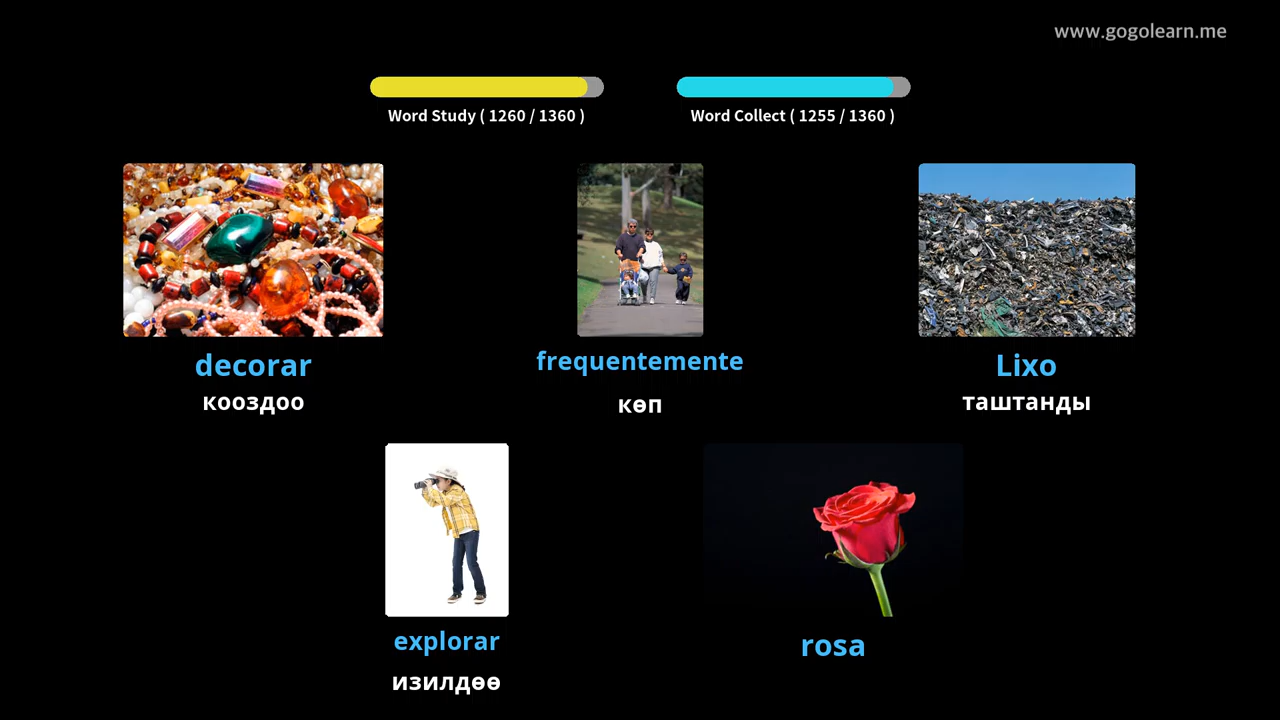 www.gogolearn.me
Word Study ( 1260 / 1360 )
Word Collect ( 1255 / 1360 )
decorar
кооздоо
frequentemente
көп
Lixo
таштанды
explorar
изилдөө
rosa